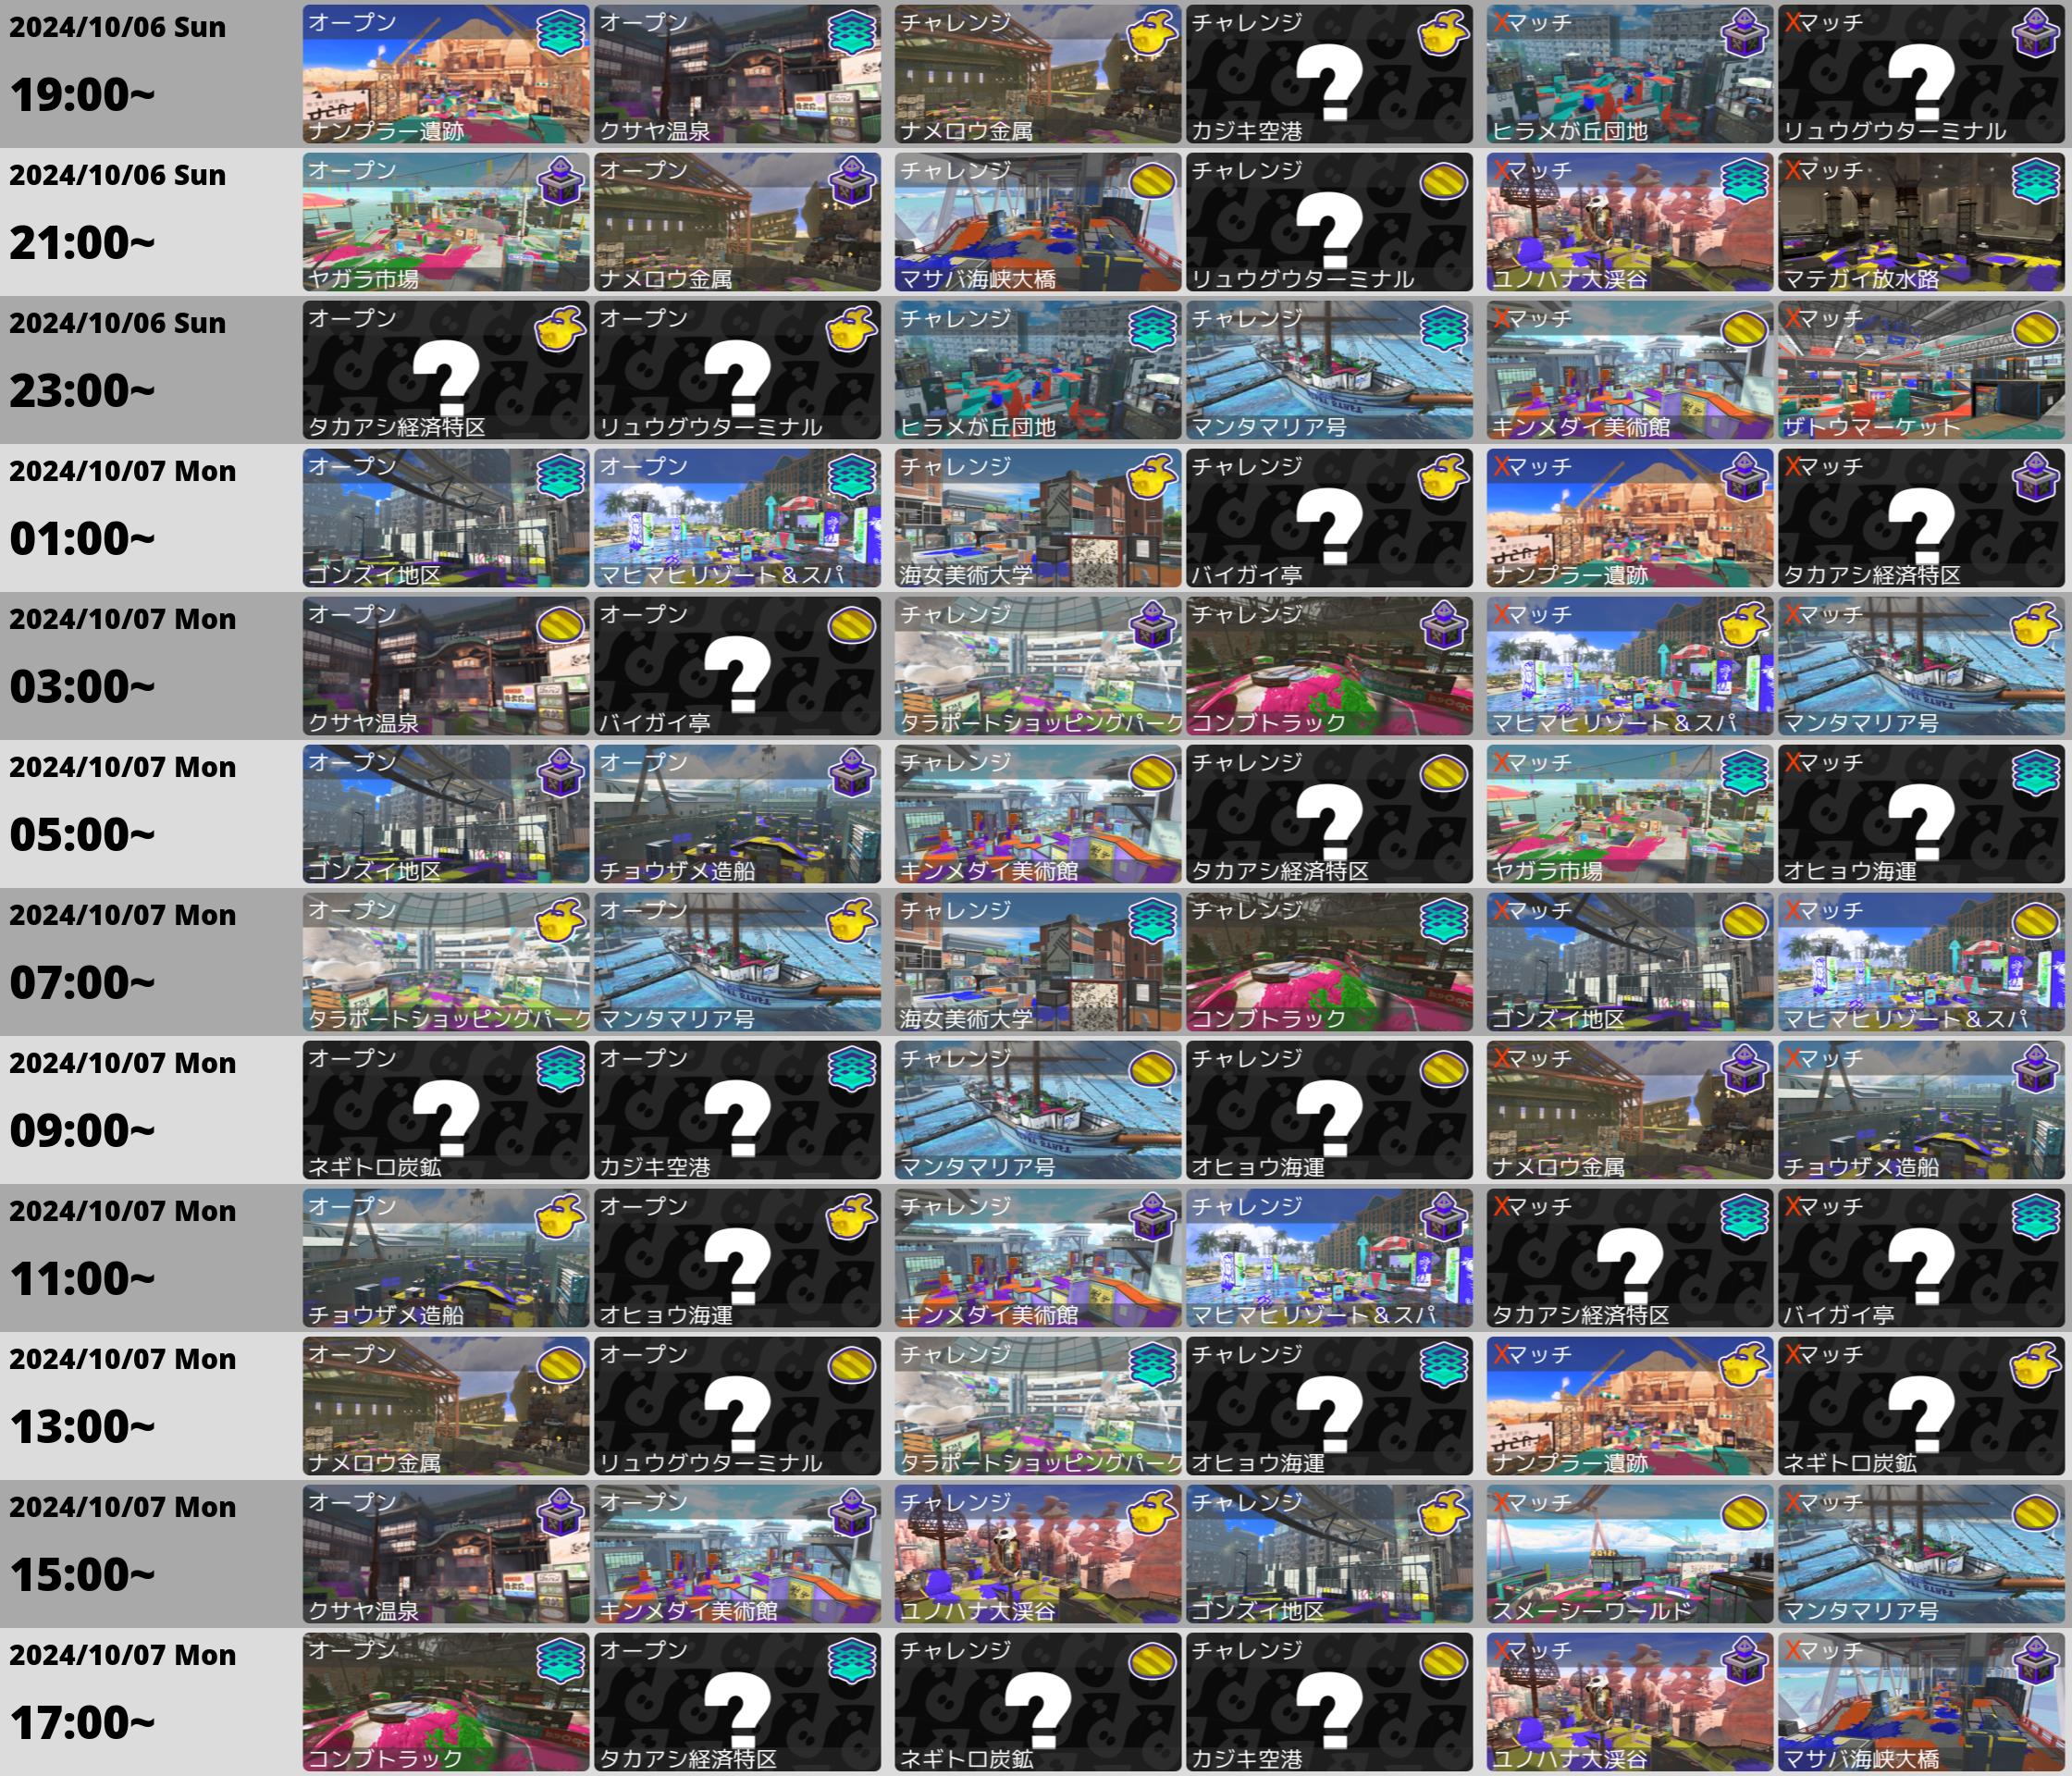 2024/10/06 Sun
19:00~
オープン
ナンプラー遺跡
オープン
クサヤ温泉
チャレンジ
ナメロウ金属
チャレンジ
カジキ空港
Xマッチ
ヒラメが丘団地
Xマッチ
リュウグウターミナル
2024/10/06 Sun
21:00~
オープン
ヤガラ市場
オープン
ナメロウ金属
チャレンジ
マサバ海峡大橋
チャレンジ
リュウグウターミナル
Xマッチ
ユノハナ大渓谷
Xマッチ
マテガイ放水路
2024/10/06 Sun
23:00~
オープン
タカアシ経済特区
オープン
リュウグウターミナル
チャレンジ
ヒラメが丘団地
チャレンジ
マンタマリア号
Xマッチ
キンメダイ美術館
Xマッチ
ザトウマーケット
2024/10/07 Mon
01:00~
オープン
ゴンズイ地区
オープン
マヒマヒリゾート＆スパ
チャレンジ
海女美術大学
チャレンジ
バイガイ亭
Xマッチ
ナンプラー遺跡
Xマッチ
タカアシ経済特区
2024/10/07 Mon
03:00~
オープン
クサヤ温泉
オープン
バイガイ亭
チャレンジ
タラポートショッピングパーク
チャレンジ
コンブトラック
Xマッチ
マヒマヒリゾート＆スパ
Xマッチ
マンタマリア号
2024/10/07 Mon
05:00~
オープン
ゴンズイ地区
オープン
チョウザメ造船
チャレンジ
キンメダイ美術館
チャレンジ
タカアシ経済特区
Xマッチ
ヤガラ市場
Xマッチ
オヒョウ海運
2024/10/07 Mon
07:00~
オープン
タラポートショッピングパーク
オープン
マンタマリア号
チャレンジ
海女美術大学
チャレンジ
コンブトラック
Xマッチ
ゴンズイ地区
Xマッチ
マヒマヒリゾート＆スパ
2024/10/07 Mon
09:00~
オープン
ネギトロ炭鉱
オープン
カジキ空港
チャレンジ
マンタマリア号
チャレンジ
オヒョウ海運
Xマッチ
ナメロウ金属
Xマッチ
チョウザメ造船
2024/10/07 Mon
11:00~
オープン
チョウザメ造船
オープン
オヒョウ海運
チャレンジ
キンメダイ美術館
チャレンジ
マヒマヒリゾート＆スパ
Xマッチ
タカアシ経済特区
Xマッチ
バイガイ亭
2024/10/07 Mon
13:00~
オープン
ナメロウ金属
オープン
リュウグウターミナル
チャレンジ
タラポートショッピングパーク
チャレンジ
オヒョウ海運
Xマッチ
ナンプラー遺跡
Xマッチ
ネギトロ炭鉱
2024/10/07 Mon
15:00~
オープン
クサヤ温泉
オープン
キンメダイ美術館
チャレンジ
ユノハナ大渓谷
チャレンジ
ゴンズイ地区
Xマッチ
スメーシーワールド
Xマッチ
マンタマリア号
2024/10/07 Mon
17:00~
オープン
コンブトラック
オープン
タカアシ経済特区
チャレンジ
ネギトロ炭鉱
チャレンジ
カジキ空港
Xマッチ
ユノハナ大渓谷
Xマッチ
マサバ海峡大橋